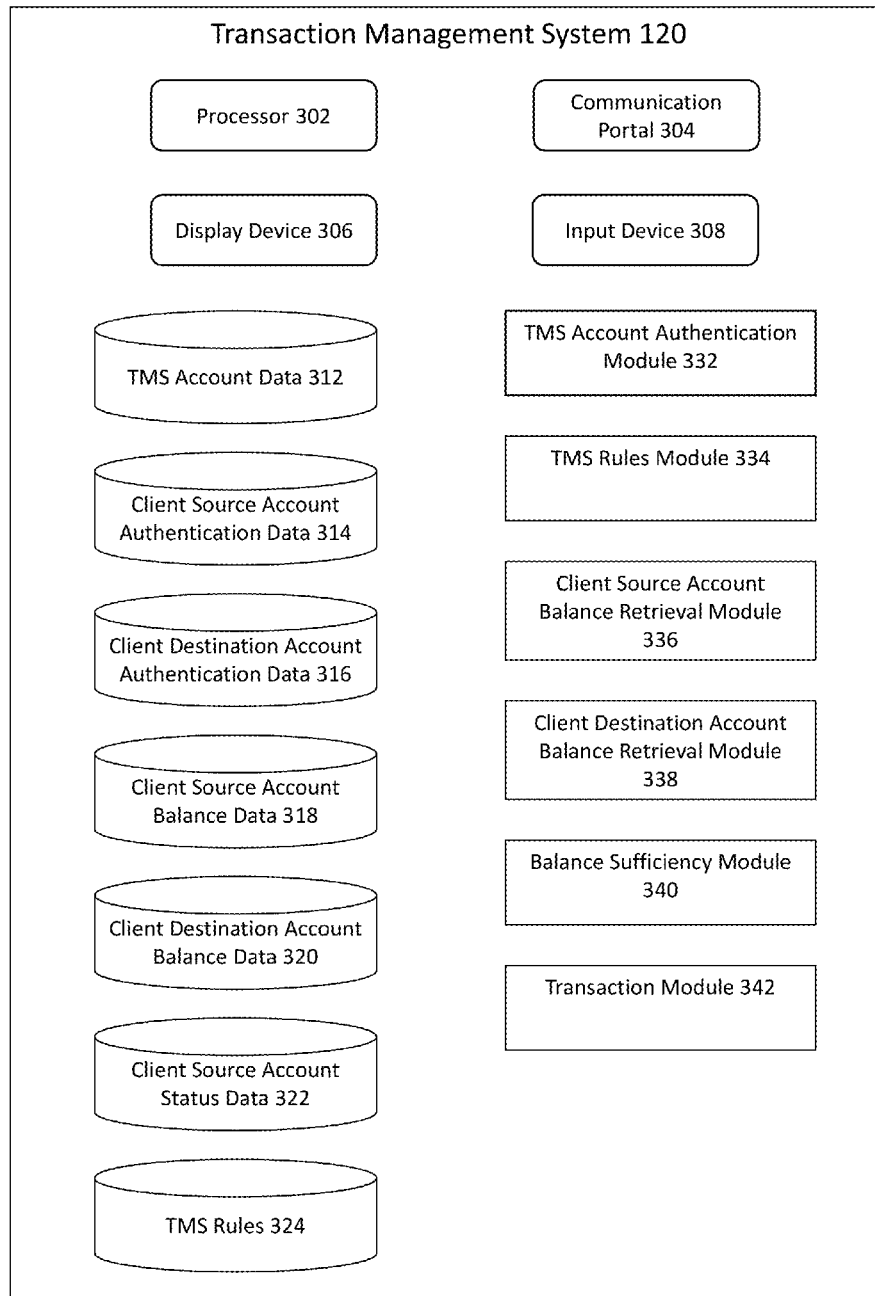 Transaction Management System 120
Processor 302
Communication
Portal 304
Display Device 306
Input Device 308
TMS Account Data 312
Client Source Account
Authentication Data 314
Client Destination Account
Authentication Data 316
Client Source Account
Balance Data 318
Client Destination Account
Balance Data 320
Client Source Account
Status Data 322
TMS Rules 324
TMS Account Authentication
Module 332
TMS Rules Module 334
Client Source Account
Balance Retrieval Module
336
Client Destination Account
Balance Retrieval Module
338
Balance Sufficiency Module
340
Transaction Module 342